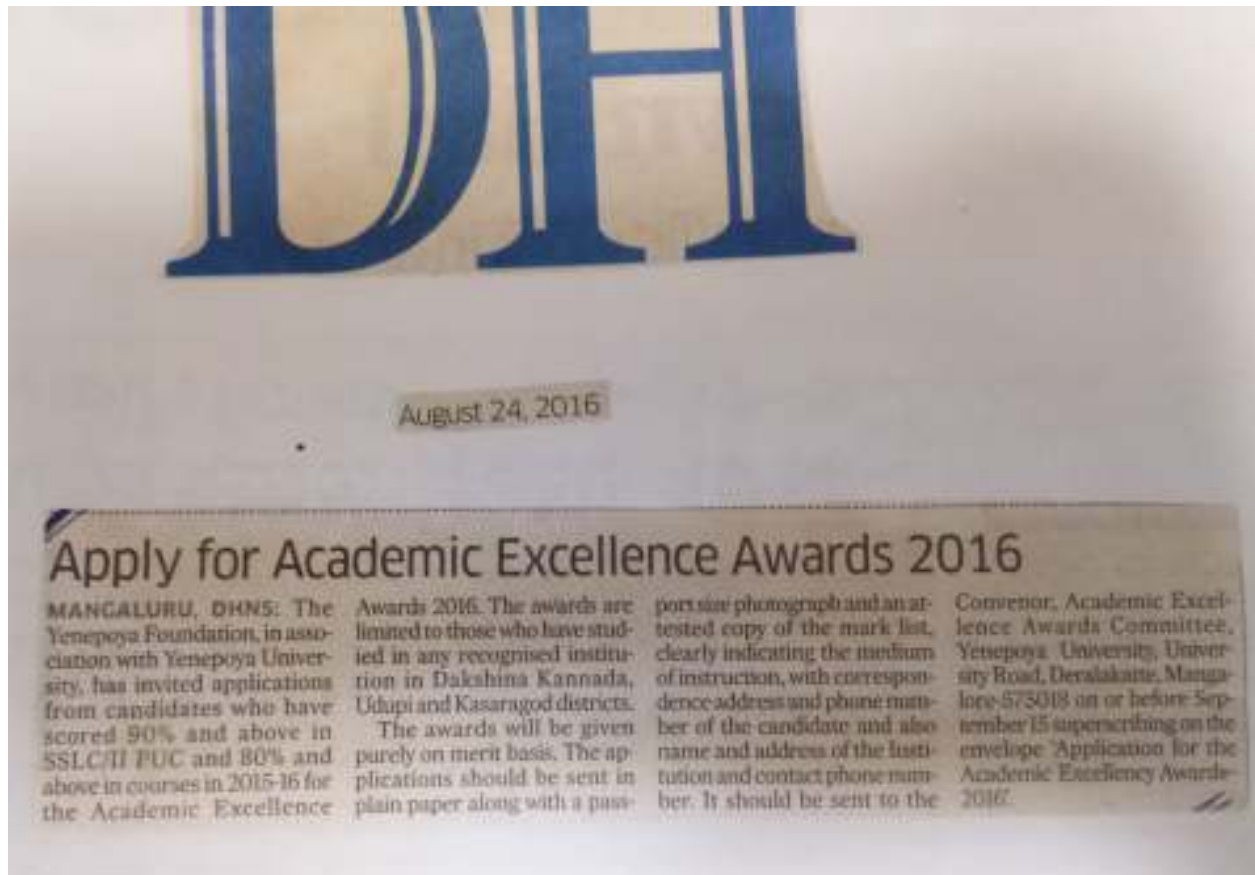 DH
August 24, 2016
Apply for Academic Excellence Awards 2016
MANGALURU, DHNS: The
Yenepoya Foundation, in asso-
ciation with Yenepoya Univer-
sity, has invited applications
from candidates who have
scored 90% and above in
SSLC/II PUC and 80% and
above in courses in 2015-16 for
the Academic Excellence
Awards 2016. The awards are
limited to those who have stud-
ied in any recognised institu-
tion in Dakshina Kannada,
Udupi and Kasaragod districts.
The awards will be given
purely on merit basis. The ap-
plications should be sent in
plain paper along with a pass-
port size photograph and an at-
tested copy of the mark list,
clearly indicating the medium
of instruction, with correspon-
dence address and phone num-
ber of the candidate and also
name and address of the Insti-
tution and contact phone num-
ber. It should be sent to the
Convenor, Academic Excel-
lence Awards Committee,
Yenepoya University, Univer-
sity Road, Deralakatte, Manga-
lore-575018 on or before Sep-
tember 15 superscribing on the
envelope 'Application for the
Academic Excellency Awards-
2016'.